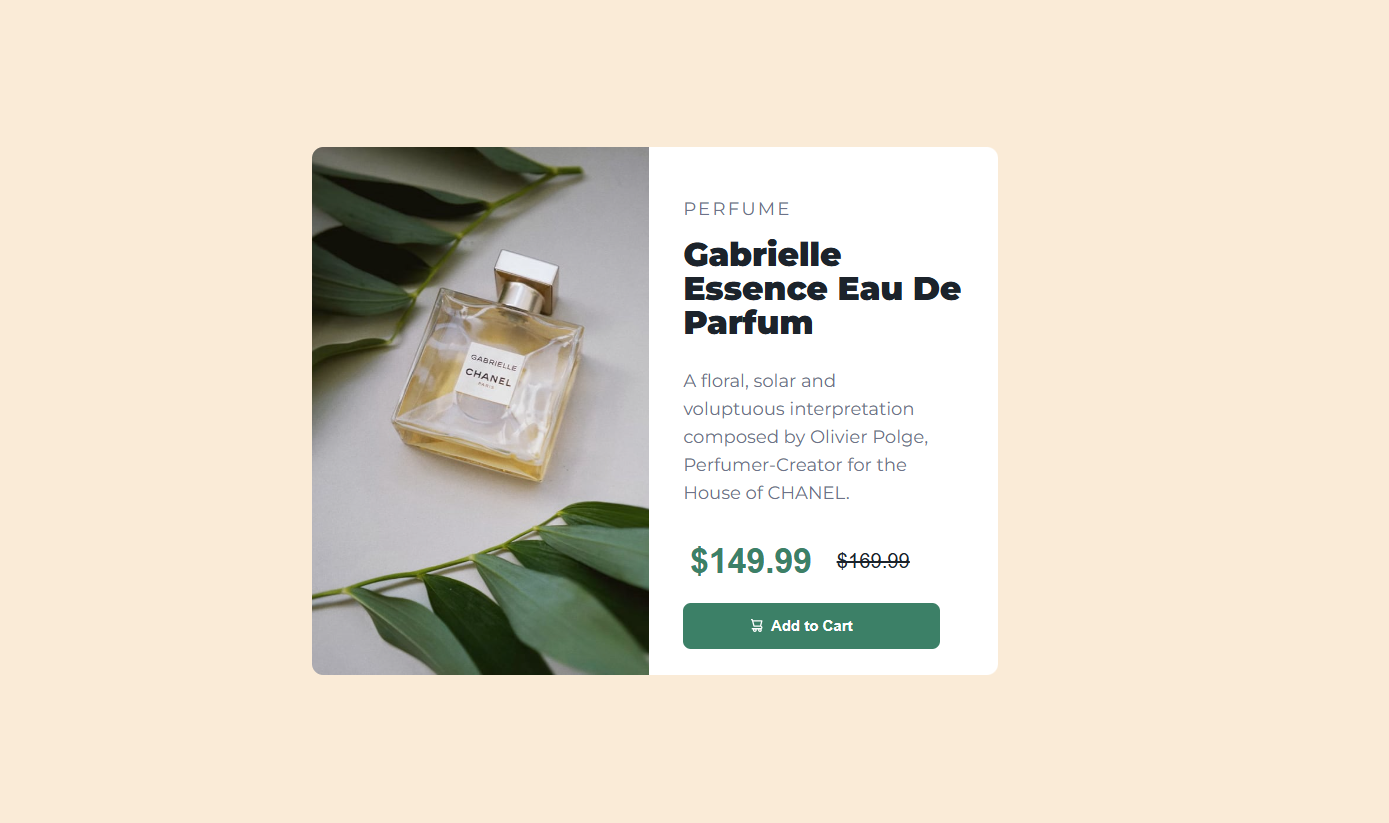 PERFUME
Gabrielle
Essence Eau De
Parfum
A floral, solar and
voluptuous interpretation
composed by Olivier Polge,
Perfumer-Creator for the
House of CHANEL.
$149.99 $169.99
Add to Cart
GABRIELLE
CHANEL
PARIS